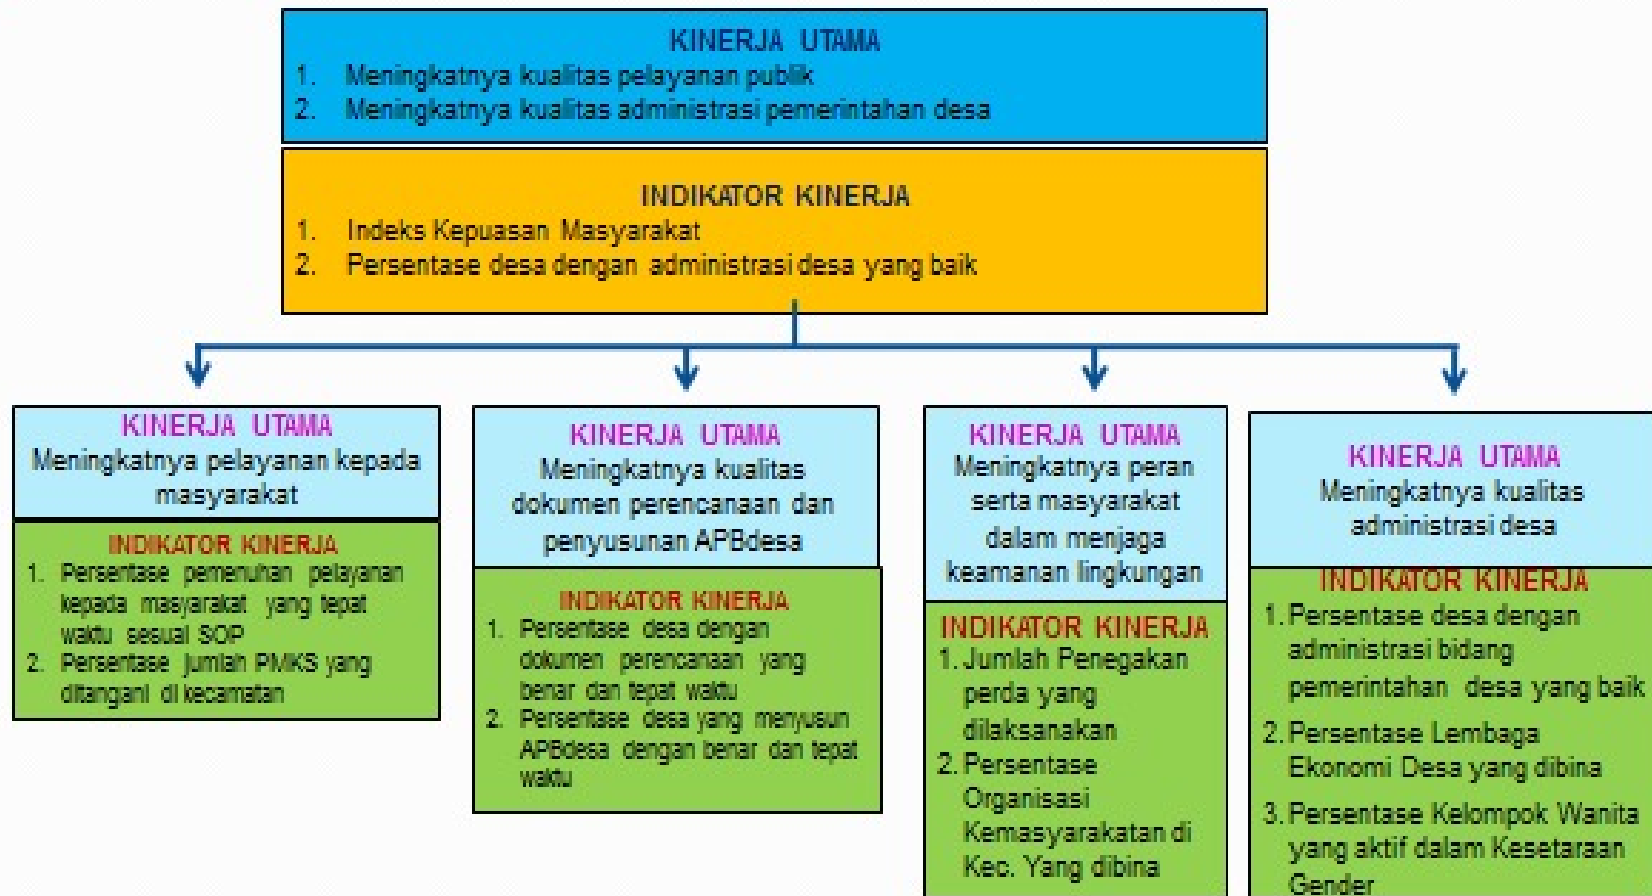 KINERJA UTAMA
1. Meningkatnya kualitas pelayanan publik
2. Meningkatnya kualitas administrasi pemerintahan desa
INDIKATOR KINERJA
1. Indeks Kepuasan Masyarakat
2. Persentase desa dengan administrasi desa yang baik
KINERJA UTAMA
Meningkatnya pelayanan kepada
masyarakat
INDIKATOR KINERJA
1. Persentase pemenuhan pelayanan
kepada masyarakat yang tepat
waktu sesuai SOP
2. Persentase jumlah PMKS yang
ditangani di kecamatan
KINERJA UTAMA
Meningkatnya kualitas
dokumen perencanaan dan
penyusunan APBdesa
INDIKATOR KINERJA
1. Persentase desa dengan
dokumen perencanaan yang
benar dan tepat waktu
2. Persentase desa yang menyusun
APBdesa dengan benar dan tepat
waktu
KINERJA UTAMA
Meningkatnya peran
serta masyarakat
dalam menjaga
keamanan lingkungan
INDIKATOR KINERJA
1. Jumlah Penegakan
perda yang
dilaksanakan
2. Persentase
Organisasi
Kemasyarakatan di
Kec. Yang dibina
KINERJA UTAMA
Meningkatnya kualitas
administrasi desa
INDIKATOR KINERJA
1. Persentase desa dengan
administrasi bidang
pemerintahan desa yang baik
2. Persentase Lembaga
Ekonomi Desa yang dibina
3. Persentase Kelompok Wanita
yang aktif dalam Kesetaraan
Gender